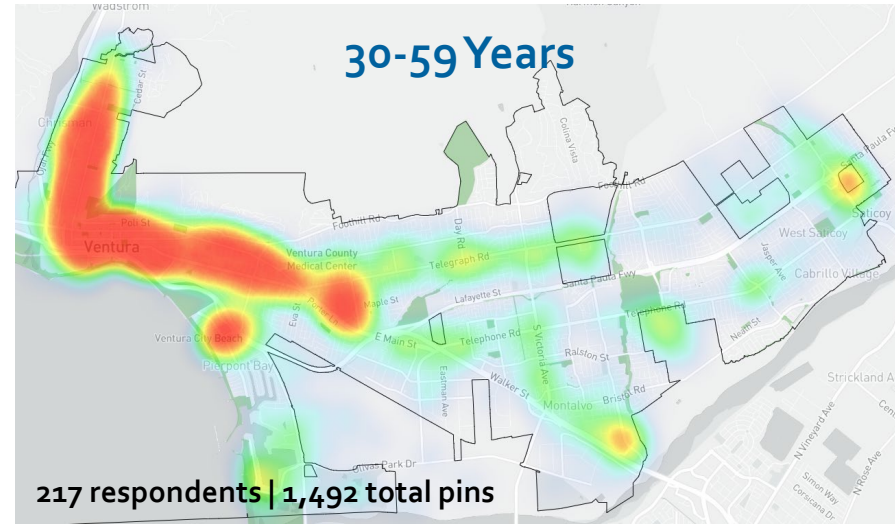 Wadstrom
30-59 Years
Cedar St
Colina Vista
Ojai Fwy
Foothill Rd
Santa Paula Fwy
Poli St
Foothill Rd
Day Rd
Saticoy
West Saticoy
Ventura
Ventura County
Medical Center
Telegraph Rd
Jasper Ave
Cabrillo Village
Santa Paula Fwy
Maple St
Lafayette St
Eva St
Telephone Rd
Ventura City Beach
E Main St
Telephone Rd
S Victoria Ave
Neath St
Pierpont Bay
Ralston St
Eastman Ave
Walker St
Bristol Rd
Montalvo
Strickland A
N Vineyard Ave
Olivas Park Dr
N Rose Ave
Simon Way
Corsicana Dr
217 respondents | 1,492 total pins